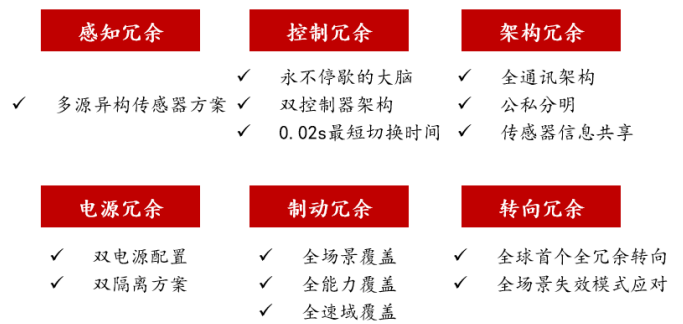 感知冗余
✓ 多源异构传感器方案
控制冗余
✓ 永不停歇的大脑
✓ 双控制器架构
✓ 0.02s最短切换时间
架构冗余
✓ 全通讯架构
✓ 公私分明
✓ 传感器信息共享
电源冗余
✓ 双电源配置
✓ 双隔离方案
制动冗余
✓ 全场景覆盖
✓ 全能力覆盖
✓ 全速域覆盖
转向冗余
✓ 全球首个全冗余转向
✓ 全场景失效模式应对